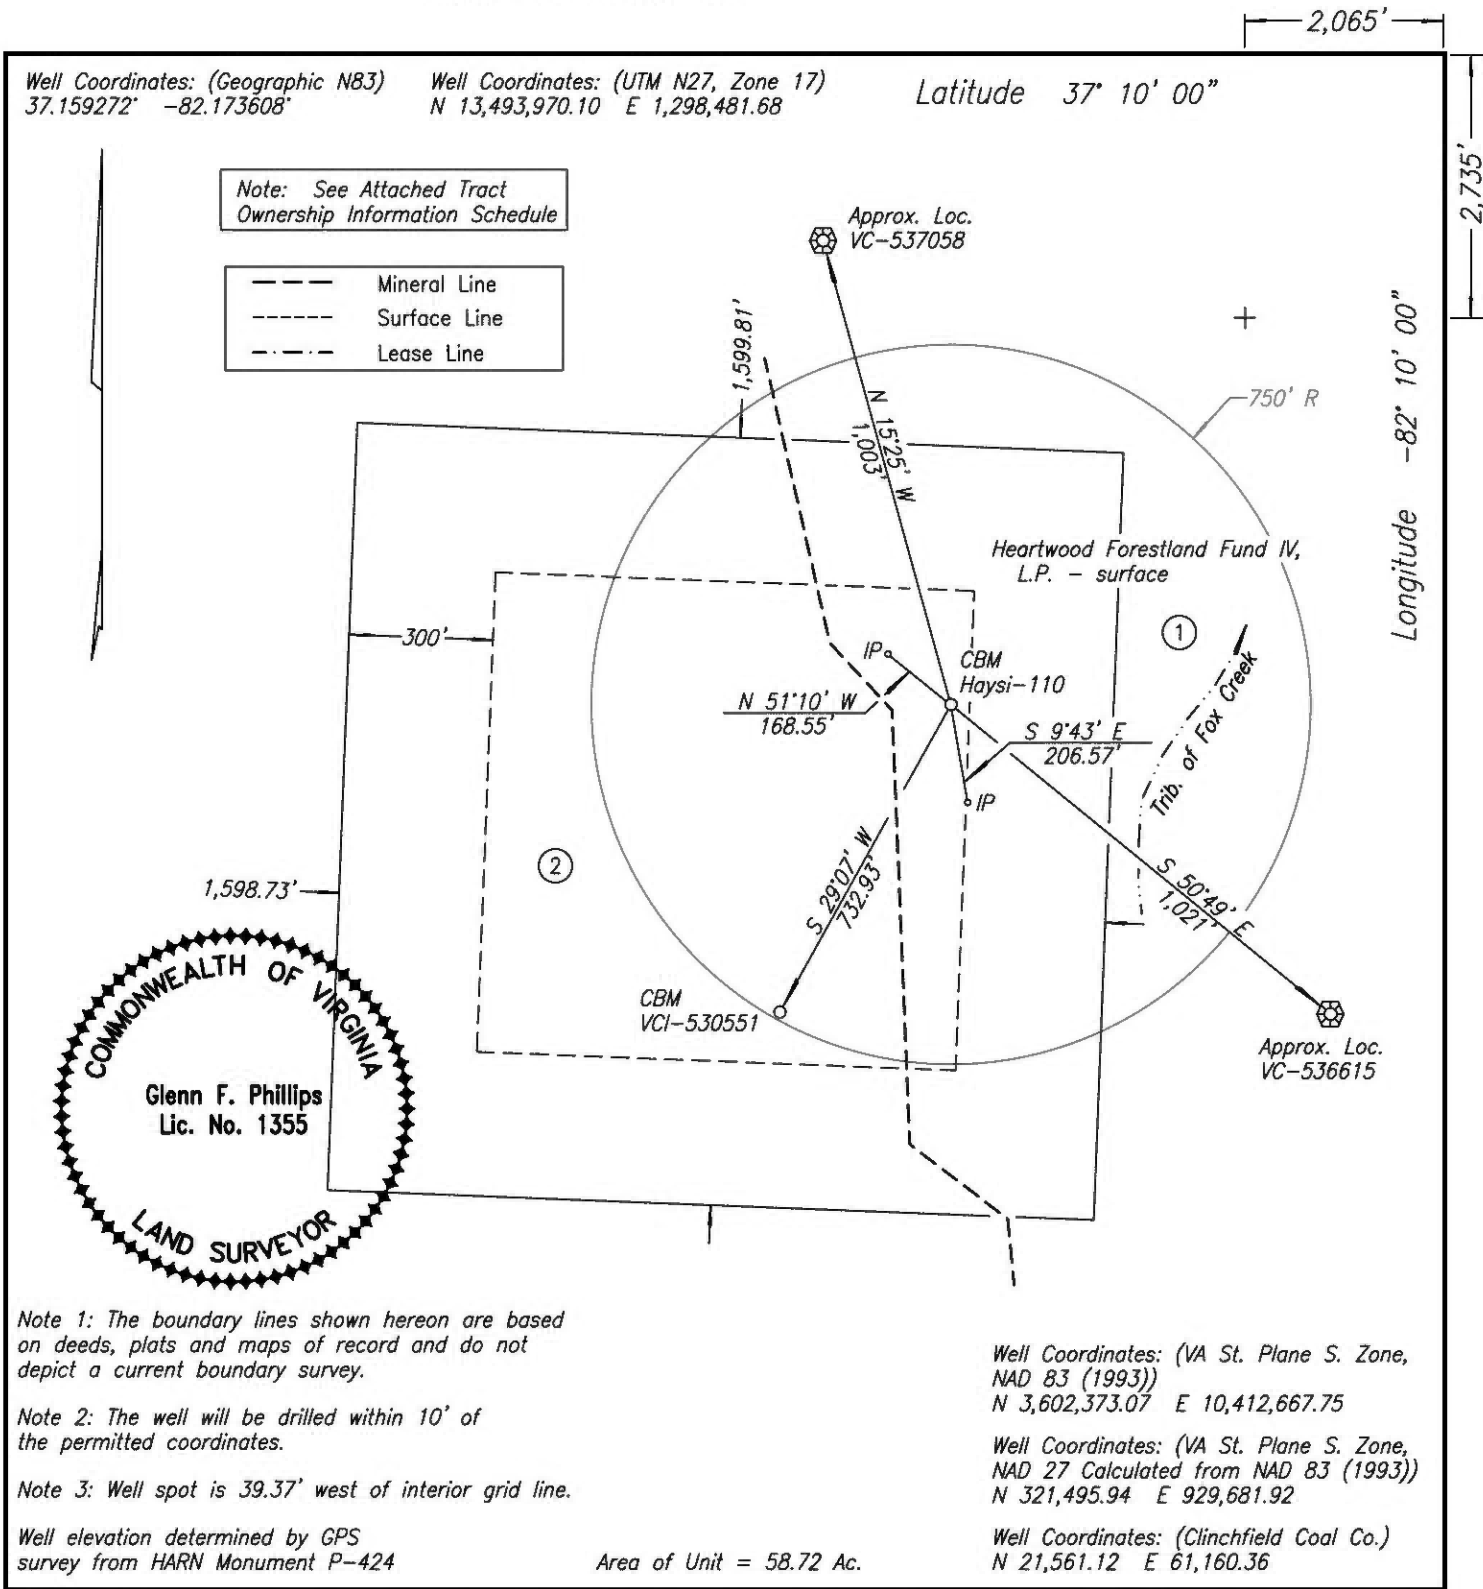 2,065'
Well Coordinates: (Geographic N83)
37.159272° -82.173608°
Well Coordinates: (UTM N27, Zone 17)
N 13,493,970.10 E 1,298,481.68
Latitude 37° 10' 00"
2,735'
Note: See Attached Tract
Ownership Information Schedule
Mineral Line
Surface Line
Lease Line
Approx. Loc.
VC-537058
1,599.81'
N 15°25' W
1,003'
750' R
Longitude -82° 10' 00"
Heartwood Forestland Fund IV,
L.P. - surface
1
300'
IP
CBM
Haysi-110
N 51°10' W
168.55'
S 9°43' E
206.57'
IP
Trib. of Fox Creek
2
S 29°07' W
732.93'
S 50°49' E
1,021'
1,598.73'
CBM
VCI-530551
Approx. Loc.
VC-536615
COMMONWEALTH OF VIRGINIA
Glenn F. Phillips
Lic. No. 1355
LAND SURVEYOR
Note 1: The boundary lines shown hereon are based
on deeds, plats and maps of record and do not
depict a current boundary survey.
Note 2: The well will be drilled within 10' of
the permitted coordinates.
Note 3: Well spot is 39.37' west of interior grid line.
Well elevation determined by GPS
survey from HARN Monument P-424
Area of Unit = 58.72 Ac.
Well Coordinates: (VA St. Plane S. Zone,
NAD 83 (1993))
N 3,602,373.07 E 10,412,667.75
Well Coordinates: (VA St. Plane S. Zone,
NAD 27 Calculated from NAD 83 (1993))
N 321,495.94 E 929,681.92
Well Coordinates: (Clinchfield Coal Co.)
N 21,561.12 E 61,160.36